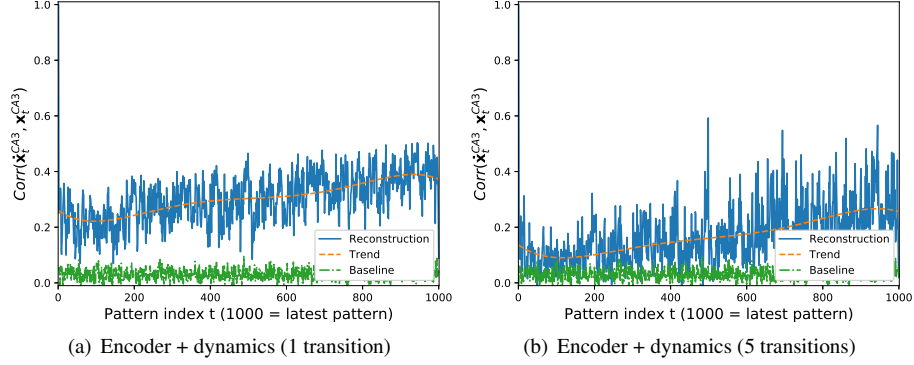 1.0
0.8
0.6
0.4
0.2
0.0
0 200 400 600 800 1000
Corr(ẋ_t^{CA3}, x_t^{CA3})
Pattern index t (1000 = latest pattern)
Reconstruction
Trend
Baseline
(a) Encoder + dynamics (1 transition)
1.0
0.8
0.6
0.4
0.2
0.0
0 200 400 600 800 1000
Corr(ẋ_t^{CA3}, x_t^{CA3})
Pattern index t (1000 = latest pattern)
Reconstruction
Trend
Baseline
(b) Encoder + dynamics (5 transitions)